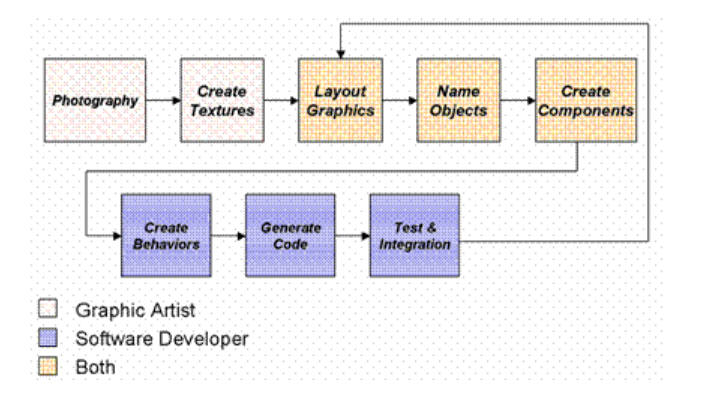 Photography
Create
Textures
Layout
Graphics
Name
Objects
Create
Components
Create
Behaviors
Generate
Code
Test &
Integration
Graphic Artist
Software Developer
Both